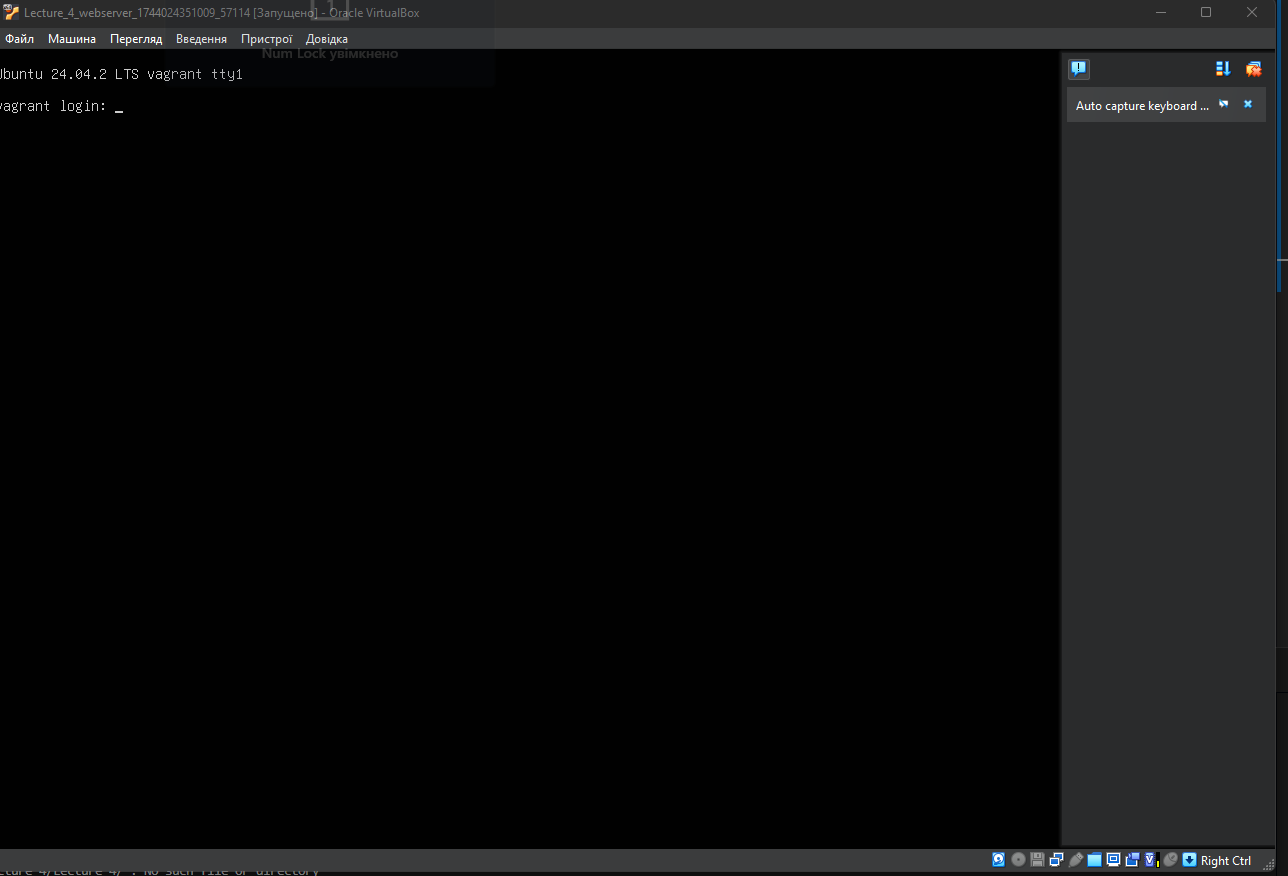 Lecture_4_webserver_1744024351009_57114 [Запущено] - Oracle VirtualBox
Файл Машина Перегляд Введення Пристрої Довідка
1
Num Lock увімкнено
Ubuntu 24.04.2 LTS vagrant tty1
vagrant login: _
Auto capture keyboard ...
Right Ctrl
cture 4/Lecture 4/': No such file or directory